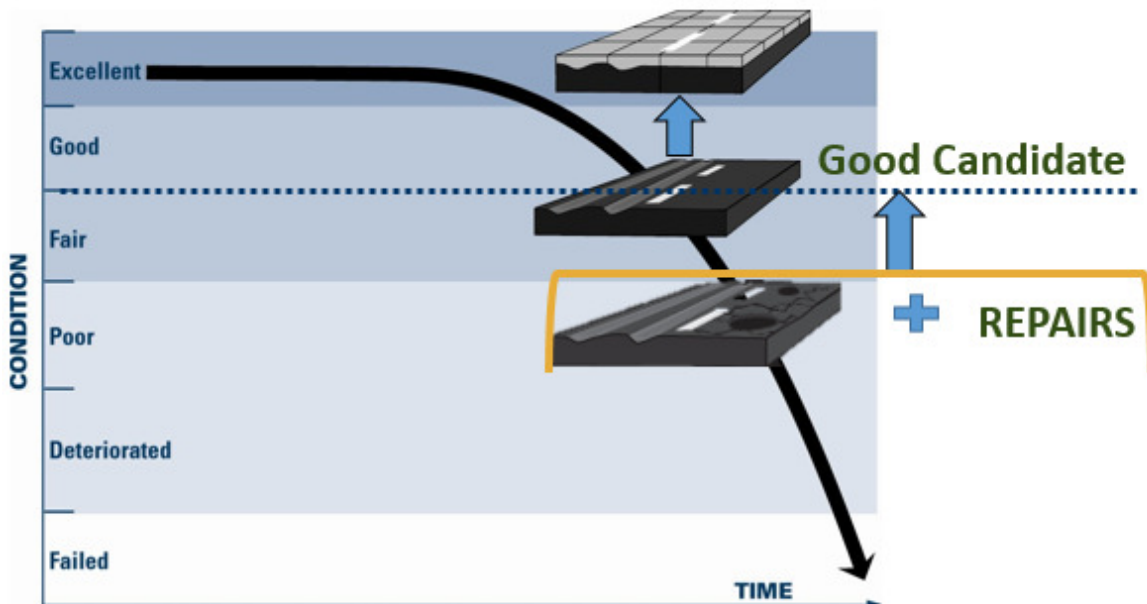 Excellent
Good
Good Candidate
Fair
CONDITION
Poor
REPAIRS
Deteriorated
Failed
TIME